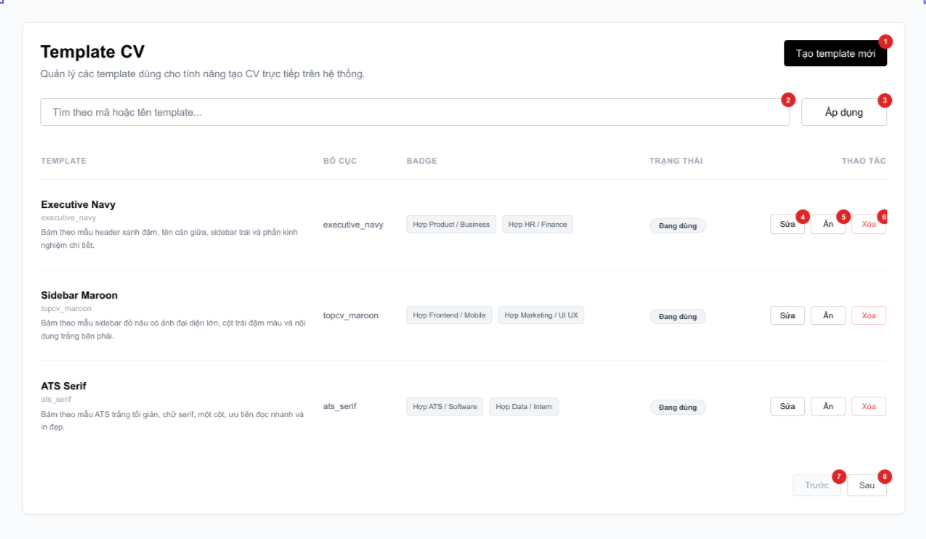 Template CV
1
Tạo template mới
Quản lý các template dùng cho tính năng tạo CV trực tiếp trên hệ thống.
Tìm theo mã hoặc tên template...
2
Áp dụng
3
TEMPLATE BỐ CỤC BADGE TRẠNG THÁI THAO TÁC
Executive Navy
executive_navy
Bám theo mẫu header xanh đậm, tên căn giữa, sidebar trái và phần kinh
nghiệm chi tiết.
executive_navy
Hợp Product / Business
Hợp HR / Finance
Đang dùng
Sửa
4
Ẩn
5
Xóa
6
Sidebar Maroon
topcv_maroon
Bám theo mẫu sidebar đỏ nâu có ảnh đại diện lớn, cột trái đậm màu và nội
dung trắng bên phải.
topcv_maroon
Hợp Frontend / Mobile
Hợp Marketing / UI UX
Đang dùng
Sửa
Ẩn
Xóa
ATS Serif
ats_serif
Bám theo mẫu ATS trắng tối giản, chữ serif, một cột, ưu tiên đọc nhanh và
in đẹp.
ats_serif
Hợp ATS / Software
Hợp Data / Intern
Đang dùng
Sửa
Ẩn
Xóa
Trước
7
Sau
8